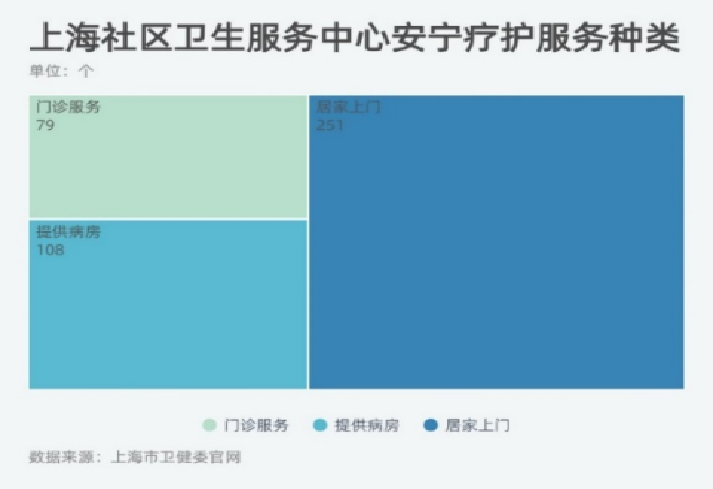 上海社区卫生服务中心安宁疗护服务种类
单位：个
门诊服务
79
居家上门
251
提供病房
108
门诊服务 提供病房 居家上门
数据来源：上海市卫健委官网